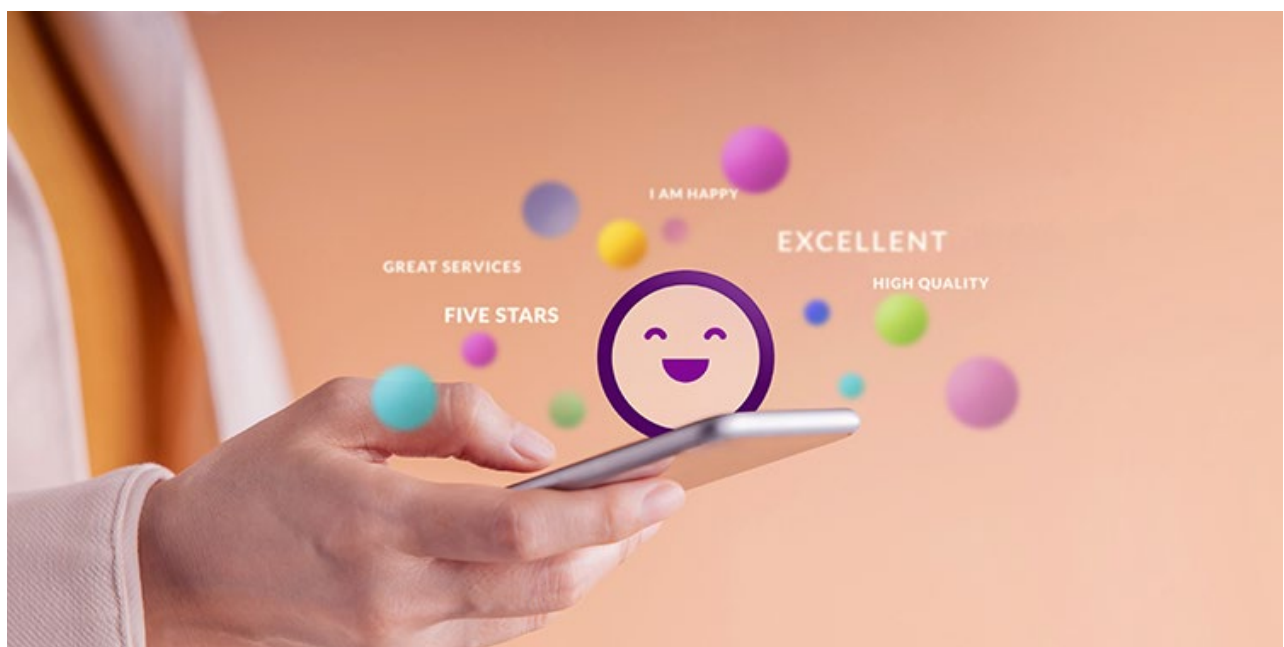 I AM HAPPY
EXCELLENT
GREAT SERVICES
HIGH QUALITY
FIVE STARS